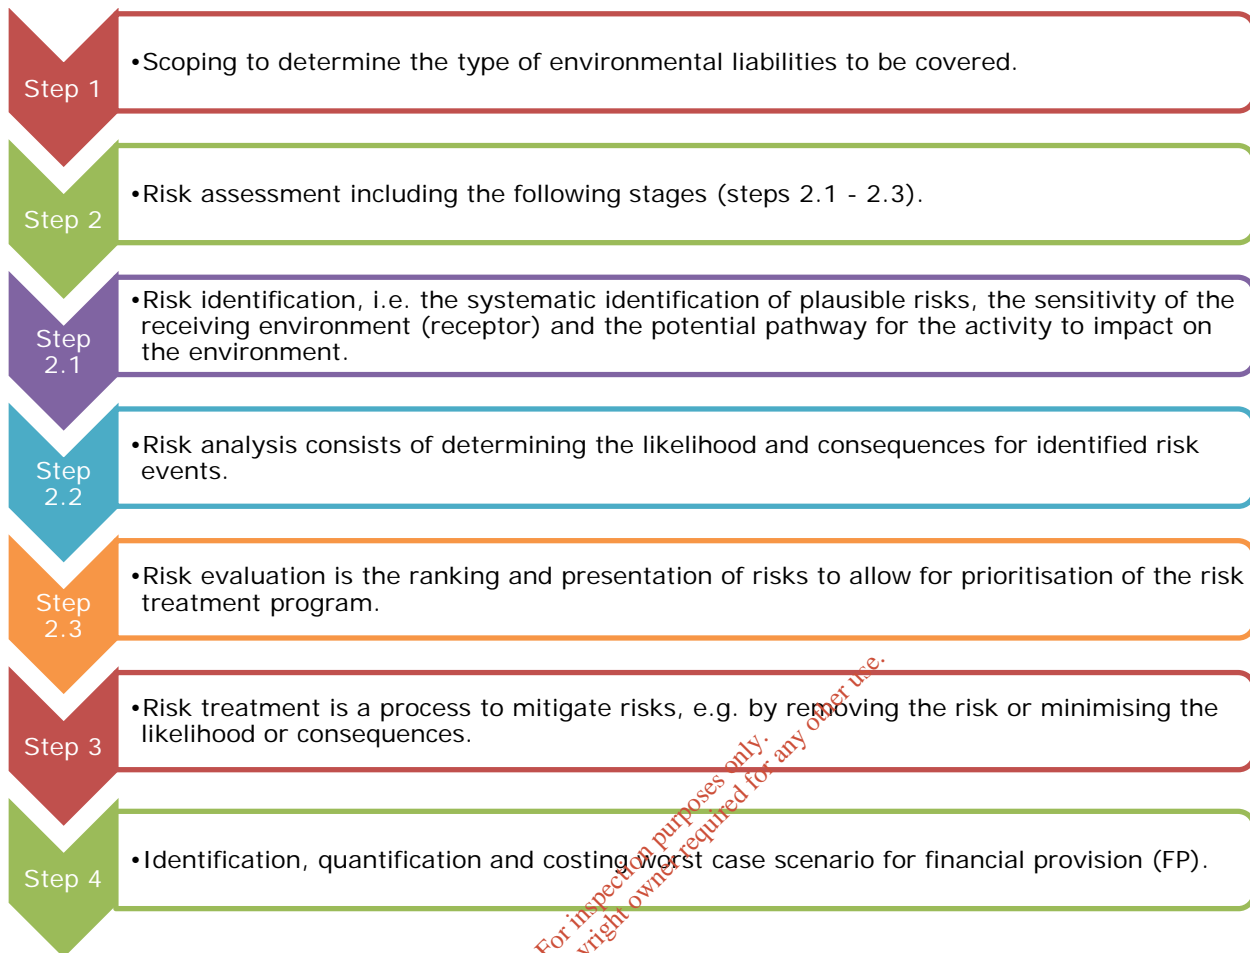 Step 1
•Scoping to determine the type of environmental liabilities to be covered.
Step 2
•Risk assessment including the following stages (steps 2.1 - 2.3).
Step
2.1
•Risk identification, i.e. the systematic identification of plausible risks, the sensitivity of the
receiving environment (receptor) and the potential pathway for the activity to impact on
the environment.
Step
2.2
•Risk analysis consists of determining the likelihood and consequences for identified risk
events.
Step
2.3
•Risk evaluation is the ranking and presentation of risks to allow for prioritisation of the risk
treatment program.
Step 3
•Risk treatment is a process to mitigate risks, e.g. by removing the risk or minimising the
likelihood or consequences.
Step 4
•Identification, quantification and costing worst case scenario for financial provision (FP).
For inspection purposes only.
owner required for any other use.